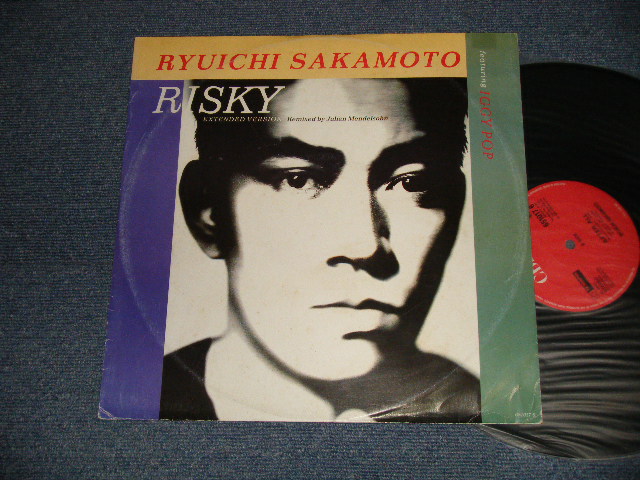 RYUICHI SAKAMOTO
featuring IGGY POP
RISKY
EXTENDED VERSION Remixed by Julian Mendelsohn